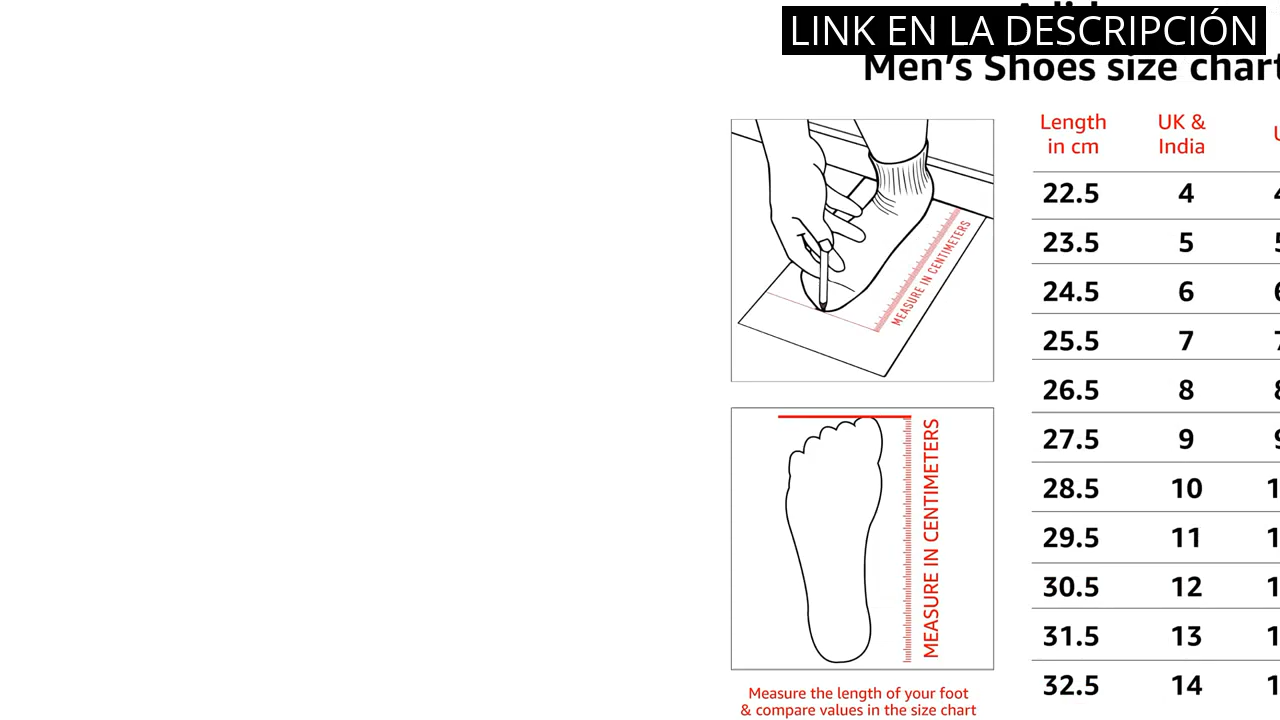 LINK EN LA DESCRIPCIÓN
Men's Shoes size chart
Length in cm
UK & India
22.5 4
23.5 5
24.5 6
25.5 7
26.5 8
27.5 9
28.5 10
29.5 11
30.5 12
31.5 13
32.5 14
MEASURE IN CENTIMETERS
MEASURE IN CENTIMETERS
Measure the length of your foot
& compare values in the size chart